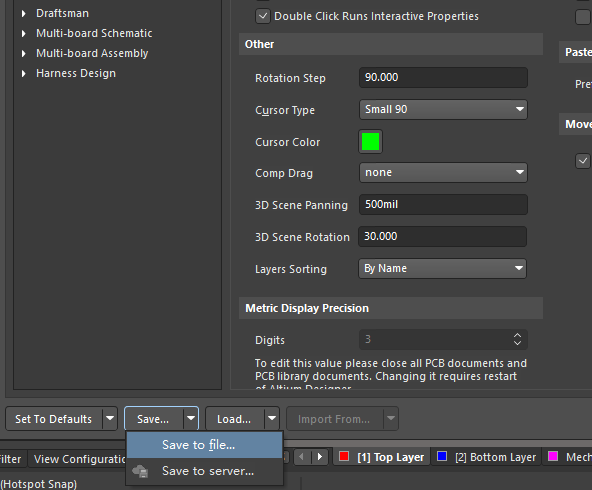 Draftsman
Multi-board Schematic
Multi-board Assembly
Harness Design
Double Click Runs Interactive Properties
Other
Rotation Step 90.000
Cursor Type Small 90
Cursor Color
Comp Drag none
3D Scene Panning 500mil
3D Scene Rotation 30.000
Layers Sorting By Name
Metric Display Precision
Digits 3
To edit this value please close all PCB documents and
PCB library documents. Changing it requires restart
of Altium Designer.
Paste
Pre
Move
Set To Defaults Save... Load... Import From...
Save to file...
Save to server...
ilter View Configuratio [1] Top Layer [2] Bottom Layer Mech
(Hotspot Snap)